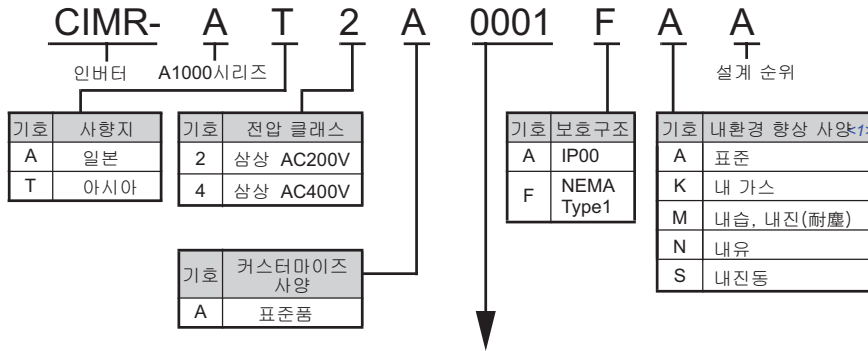 CIMR- A T 2 A 0001 F A A
인버터 A1000시리즈 설계 순위
기호 사향지
A 일본
T 아시아
기호 전압 클래스
2 삼상 AC200V
4 삼상 AC400V
기호 커스터마이즈 사양
A 표준품
기호 보호구조
A IP00
F NEMA Type1
기호 내환경 향상 사양<1>
A 표준
K 내 가스
M 내습, 내진(耐塵)
N 내유
S 내진동